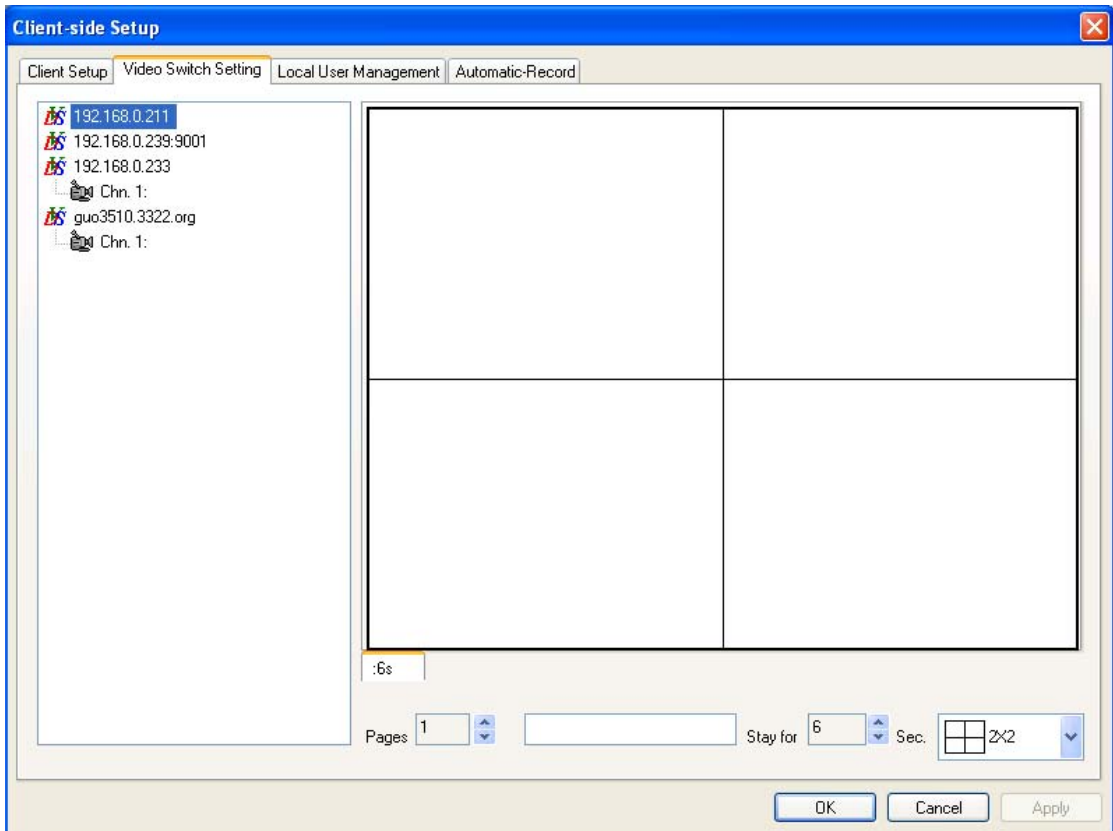 Client-side Setup
Client Setup Video Switch Setting Local User Management Automatic-Record
192.168.0.211
192.168.0.239:9001
192.168.0.233
Chn. 1:
guo3510.3322.org
Chn. 1:
:6s
Pages 1 Stay for 6 Sec. 2X2
OK Cancel Apply